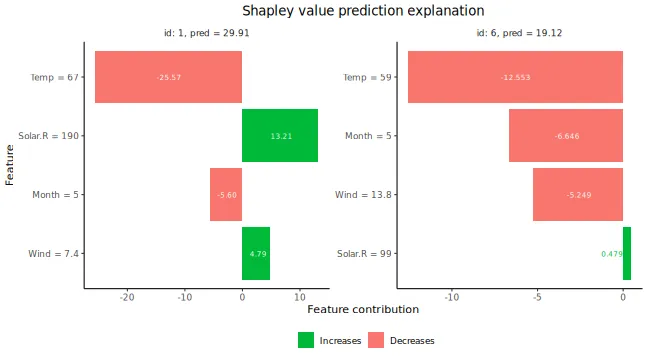 Shapley value prediction explanation
id: 1, pred = 29.91
id: 6, pred = 19.12
Feature
Temp = 67
-25.57
Solar.R = 190
13.21
Month = 5
-5.60
Wind = 7.4
4.79
-20 -10 0 10
Temp = 59
-12.553
Month = 5
-6.646
Wind = 13.8
-5.249
Solar.R = 99
0.479
-10 -5 0
Feature contribution
Increases Decreases